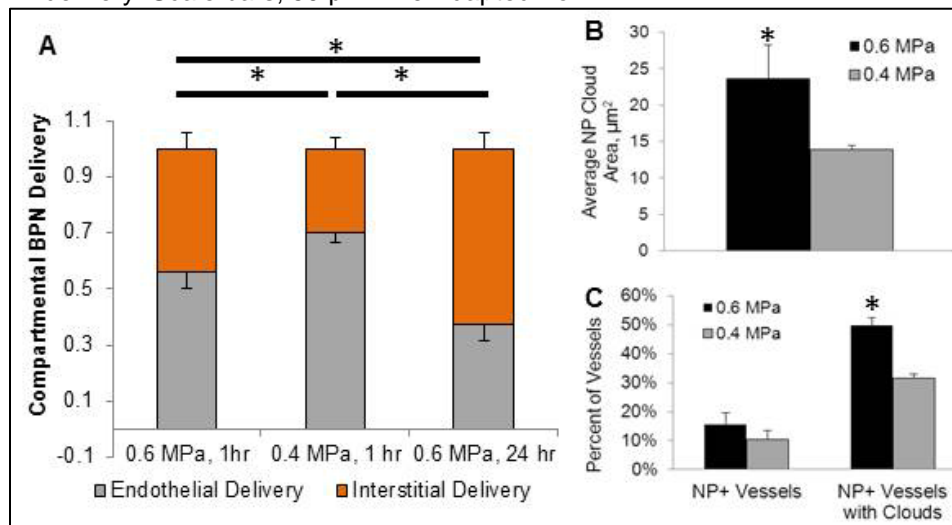 A
*
*
*
Compartmental BPN Delivery
1.1
0.9
0.7
0.5
0.3
0.1
-0.1
0.6 MPa, 1hr
0.4 MPa, 1 hr
0.6 MPa, 24 hr
Endothelial Delivery
Interstitial Delivery
B
*
0.6 MPa
0.4 MPa
Average NP Cloud
Area, µm²
30
25
20
15
10
5
0
C
*
0.6 MPa
0.4 MPa
Percent of Vessels
60%
50%
40%
30%
20%
10%
0%
NP+ Vessels
NP+ Vessels
with Clouds